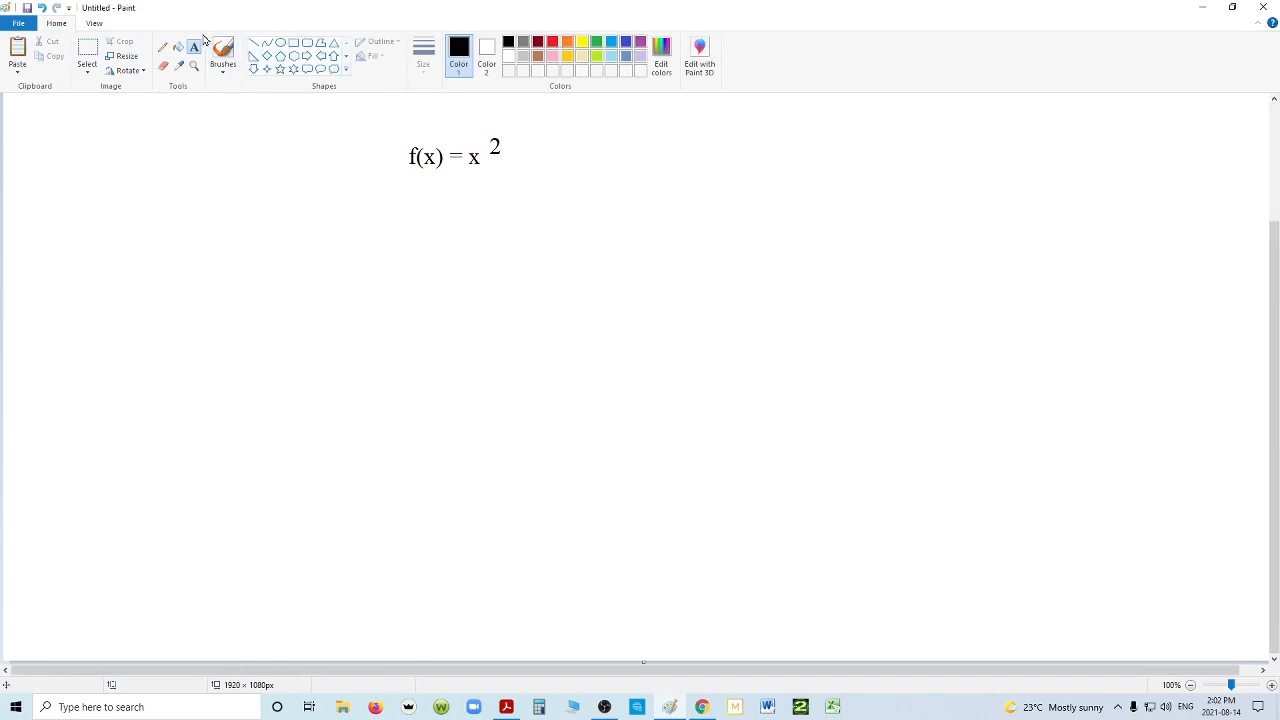 Untitled - Paint
File Home View
Paste
Cut
Copy
Clipboard
Select
Crop
Resize
Rotate
Image
A
Tools
Brushes
Outline
Fill
Shapes
Size
Color 1
Color 2
Edit colors
Colors
Edit with Paint 3D
f(x) = x 2
1920 × 1080px
100%
Type here to search
23°C Mostly sunny
ENG
2:02 PM
2021-08-14